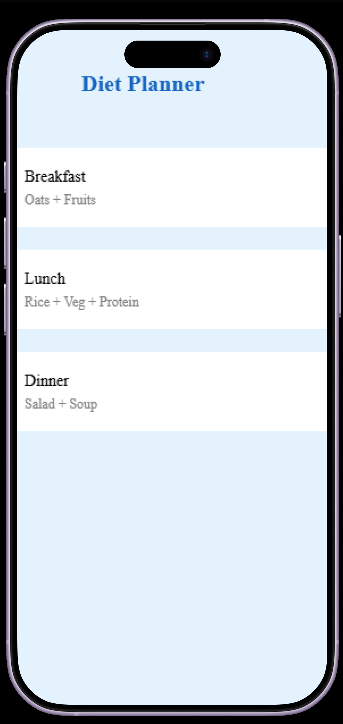 Diet Planner
Breakfast
Oats + Fruits
Lunch
Rice + Veg + Protein
Dinner
Salad + Soup